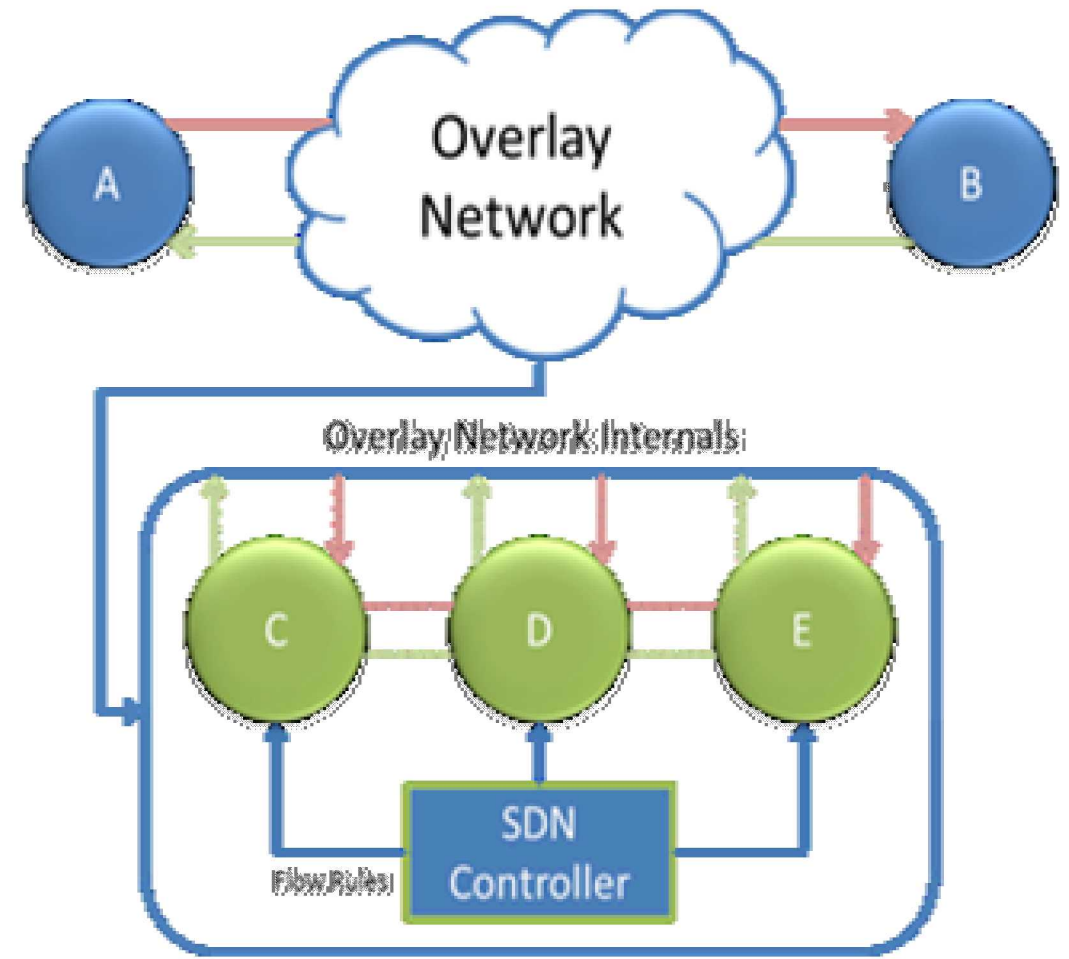 Overlay
Network
A
B
Overlay Network Internals
C
D
E
SDN
Controller
Flow Rules